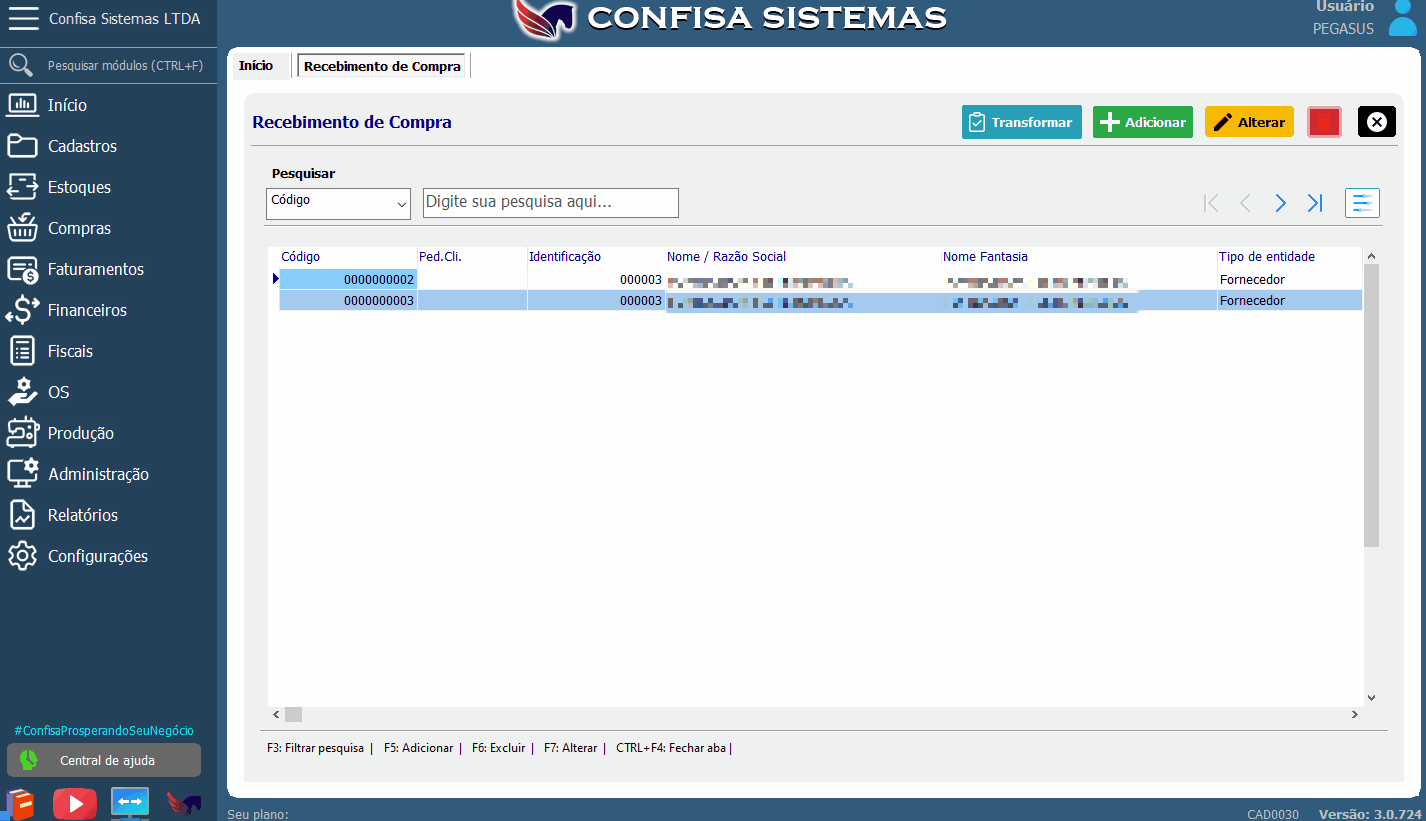 Confisa Sistemas LTDA
CONFISA SISTEMAS
Usuário
PEGASUS
Pesquisar módulos (CTRL+F)
Início
Cadastros
Estoques
Compras
Faturamentos
Financeiros
Fiscais
OS
Produção
Administração
Relatórios
Configurações
#ConfisaProsperandoSeuNegócio
Central de ajuda
Início
Recebimento de Compra
Recebimento de Compra
Transformar
Adicionar
Alterar
Pesquisar
Código
Digite sua pesquisa aqui...
Código Ped.Cli. Identificação Nome / Razão Social Nome Fantasia Tipo de entidade
0000000002 000003 Fornecedor
0000000003 000003 Fornecedor
F3: Filtrar pesquisa | F5: Adicionar | F6: Excluir | F7: Alterar | CTRL+F4: Fechar aba |
Seu plano:
CAD0030 Versão: 3.0.724